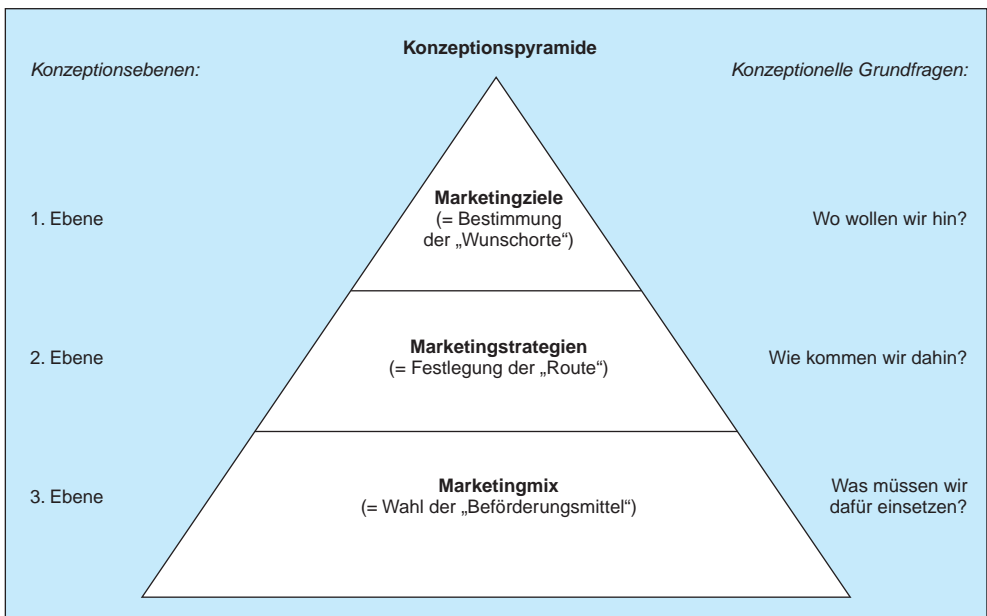 Konzeptionspyramide
Konzeptionsebenen:
Konzeptionelle Grundfragen:
1. Ebene
Marketingziele
(= Bestimmung
der „Wunschorte“)
Wo wollen wir hin?
2. Ebene
Marketingstrategien
(= Festlegung der „Route“)
Wie kommen wir dahin?
3. Ebene
Marketingmix
(= Wahl der „Beförderungsmittel“)
Was müssen wir
dafür einsetzen?